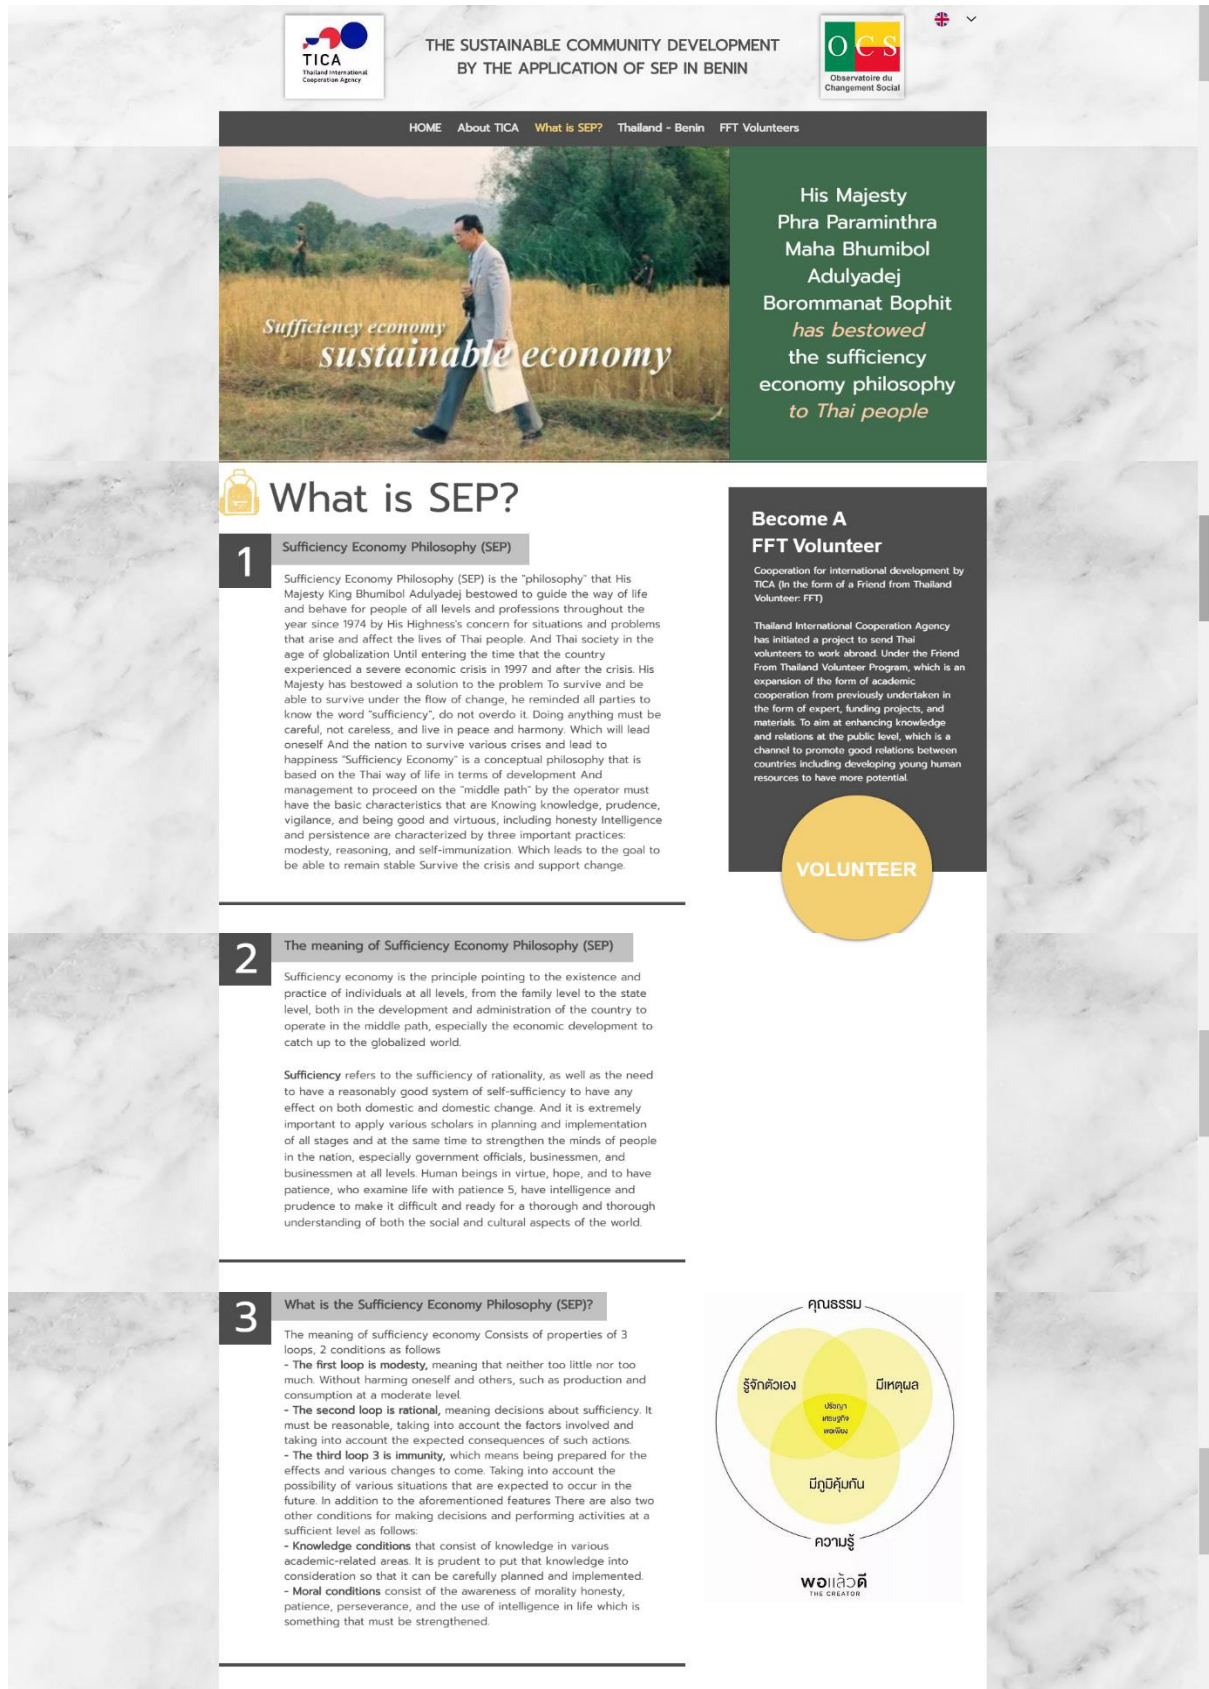 TICA
Thailand International
Cooperation Agency
THE SUSTAINABLE COMMUNITY DEVELOPMENT
BY THE APPLICATION OF SEP IN BENIN
OCS
Observatoire du
Changement Social
HOME About TICA What is SEP? Thailand - Benin FFT Volunteers
Sufficiency economy
sustainable economy
His Majesty
Phra Paraminthra
Maha Bhumibol
Adulyadej
Borommanat Bophit
has bestowed
the sufficiency
economy philosophy
to Thai people
What is SEP?
1
Sufficiency Economy Philosophy (SEP)
Sufficiency Economy Philosophy (SEP) is the "philosophy" that His
Majesty King Bhumibol Adulyadej bestowed to guide the way of life
and behave for people of all levels and professions throughout the
year since 1974 by His Highness's concern for situations and problems
that arise and affect the lives of Thai people. And Thai society in the
age of globalization Until entering the time that the country
experienced a severe economic crisis in 1997 and after the crisis. His
Majesty has bestowed a solution to the problem To survive and be
able to survive under the flow of change, he reminded all parties to
know the word "sufficiency", do not overdo it. Doing anything must be
careful, not careless, and live in peace and harmony. Which will lead
oneself And the nation to survive various crises and lead to
happiness "Sufficiency Economy" is a conceptual philosophy that is
based on the Thai way of life in terms of development And
management to proceed on the "middle path" by the operator must
have the basic characteristics that are Knowing knowledge, prudence,
vigilance, and being good and virtuous, including honesty Intelligence
and persistence are characterized by three important practices:
modesty, reasoning, and self-immunization. Which leads to the goal to
be able to remain stable Survive the crisis and support change.
Become A
FFT Volunteer
Cooperation for international development by
TICA (In the form of a Friend from Thailand
Volunteer: FFT)
Thailand International Cooperation Agency
has initiated a project to send Thai
volunteers to work abroad. Under the Friend
From Thailand Volunteer Program, which is an
expansion of the form of academic
cooperation from previously undertaken in
the form of expert, funding projects, and
materials. To aim at enhancing knowledge
and relations at the public level, which is a
channel to promote good relations between
countries including developing young human
resources to have more potential.
VOLUNTEER
2
The meaning of Sufficiency Economy Philosophy (SEP)
Sufficiency economy is the principle pointing to the existence and
practice of individuals at all levels, from the family level to the state
level, both in the development and administration of the country to
operate in the middle path, especially the economic development to
catch up to the globalized world.
Sufficiency refers to the sufficiency of rationality, as well as the need
to have a reasonably good system of self-sufficiency to have any
effect on both domestic and domestic change. And it is extremely
important to apply various scholars in planning and implementation
of all stages and at the same time to strengthen the minds of people
in the nation, especially government officials, businessmen, and
businessmen at all levels. Human beings in virtue, hope, and to have
patience, who examine life with patience 5, have intelligence and
prudence to make it difficult and ready for a thorough and thorough
understanding of both the social and cultural aspects of the world.
3
What is the Sufficiency Economy Philosophy (SEP)?
The meaning of sufficiency economy Consists of properties of 3
loops, 2 conditions as follows
- The first loop is modesty, meaning that neither too little nor too
much. Without harming oneself and others, such as production and
consumption at a moderate level.
- The second loop is rational, meaning decisions about sufficiency. It
must be reasonable, taking into account the factors involved and
taking into account the expected consequences of such actions.
- The third loop 3 is immunity, which means being prepared for the
effects and various changes to come. Taking into account the
possibility of various situations that are expected to occur in the
future. In addition to the aforementioned features There are also two
other conditions for making decisions and performing activities at a
sufficient level as follows:
- Knowledge conditions that consist of knowledge in various
academic-related areas. It is prudent to put that knowledge into
consideration so that it can be carefully planned and implemented.
- Moral conditions consist of the awareness of morality honesty,
patience, perseverance, and the use of intelligence in life which is
something that must be strengthened.
คุณธรรม
รู้จักตัวเอง
มีเหตุผล
ปรัชญา
เศรษฐกิจ
พอเพียง
มีภูมิคุ้มกัน
ความรู้
พอแล้วดี
THE CREATOR